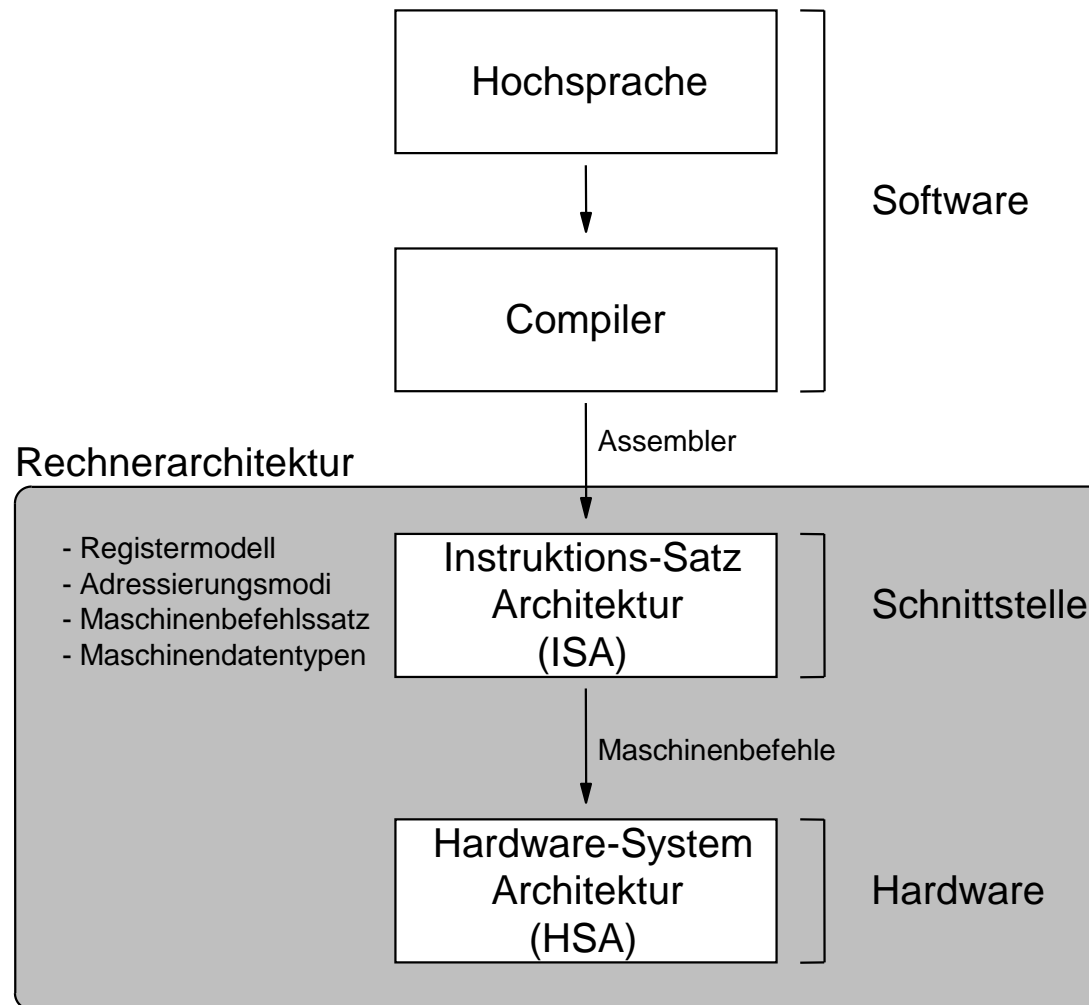 Hochsprache
Software
Compiler
Assembler
Rechnerarchitektur
- Registermodell
- Adressierungsmodi
- Maschinenbefehlssatz
- Maschinendatentypen
Instruktions-Satz
Architektur
(ISA)
Schnittstelle
Maschinenbefehle
Hardware-System
Architektur
(HSA)
Hardware